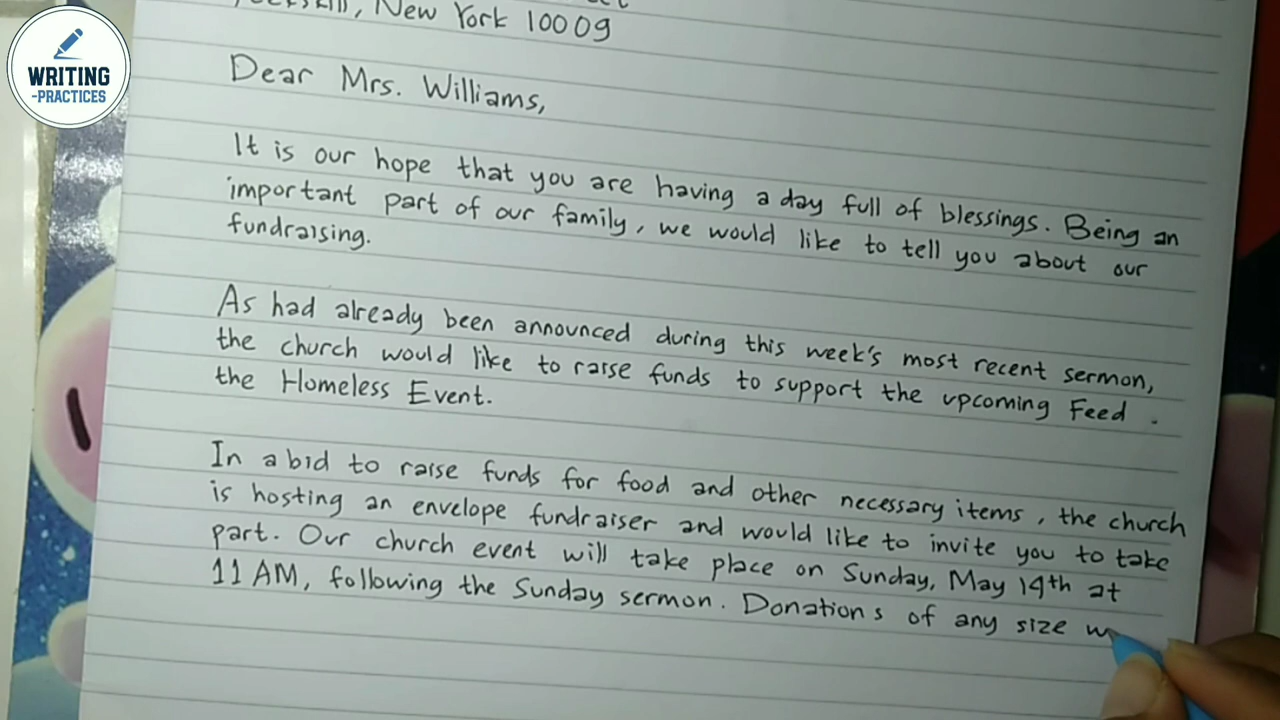 WRITING
-PRACTICES
New York 10009
Dear Mrs. Williams,
It is our hope that you are having a day full of blessings. Being an
important part of our family, we would like to tell you about our
fundraising.
As had already been announced during this week's most recent sermon,
the church would like to raise funds to support the upcoming Feed.
the Homeless Event.
In a bid to raise funds for food and other necessary items, the church
is hosting an envelope fundraiser and would like to invite you to take
part. Our church event will take place on Sunday, May 14th at
11 AM, following the Sunday sermon. Donations of any size w